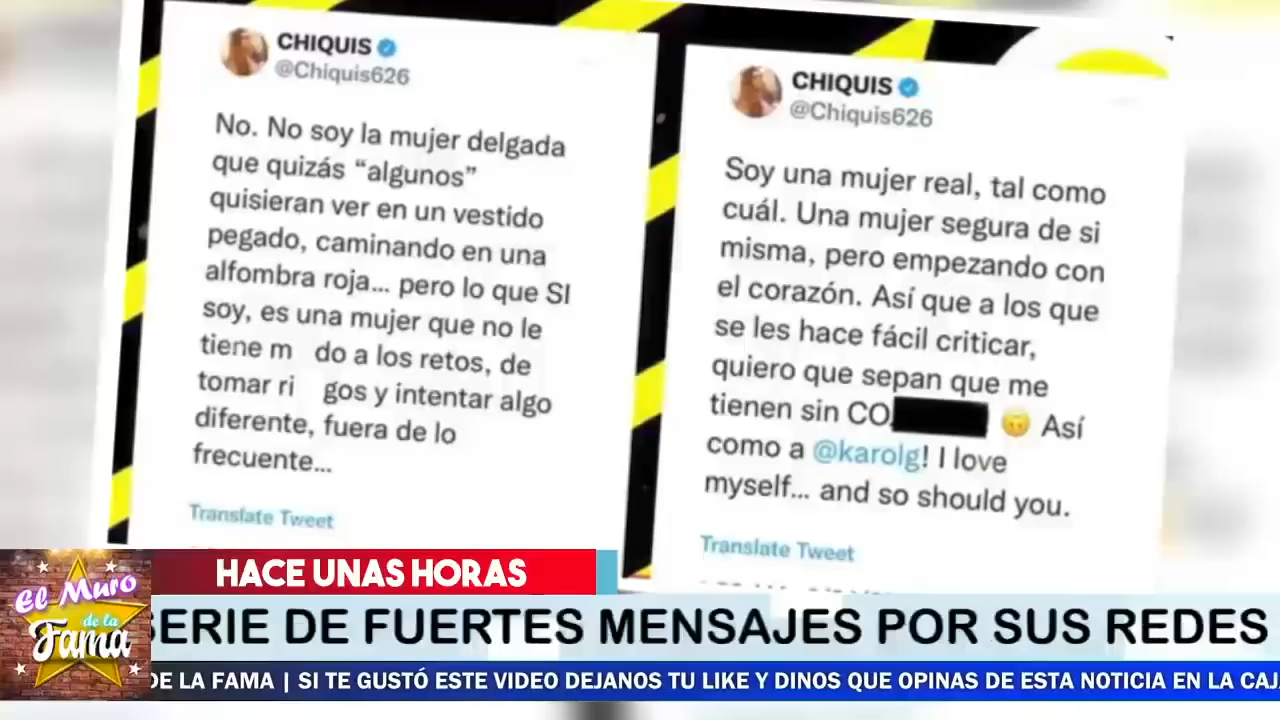 CHIQUIS
@Chiquis626
No. No soy la mujer delgada
que quizás “algunos”
quisieran ver en un vestido
pegado, caminando en una
alfombra roja... pero lo que SI
soy, es una mujer que no le
tiene m do a los retos, de
tomar ri gos y intentar algo
diferente, fuera de lo
frecuente...
Translate Tweet
CHIQUIS
@Chiquis626
Soy una mujer real, tal como
cuál. Una mujer segura de si
misma, pero empezando con
el corazón. Así que a los que
se les hace fácil criticar,
quiero que sepan que me
tienen sin CO Así
como a @karolg! I love
myself... and so should you.
Translate Tweet
HACE UNAS HORAS
El Muro
de la
Fama
SERIE DE FUERTES MENSAJES POR SUS REDES
DE LA FAMA | SI TE GUSTÓ ESTE VIDEO DEJANOS TU LIKE Y DINOS QUE OPINAS DE ESTA NOTICIA EN LA CAJ